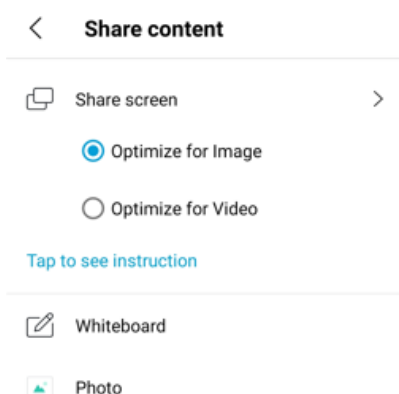 Share content
Share screen
Optimize for Image
Optimize for Video
Tap to see instruction
Whiteboard
Photo